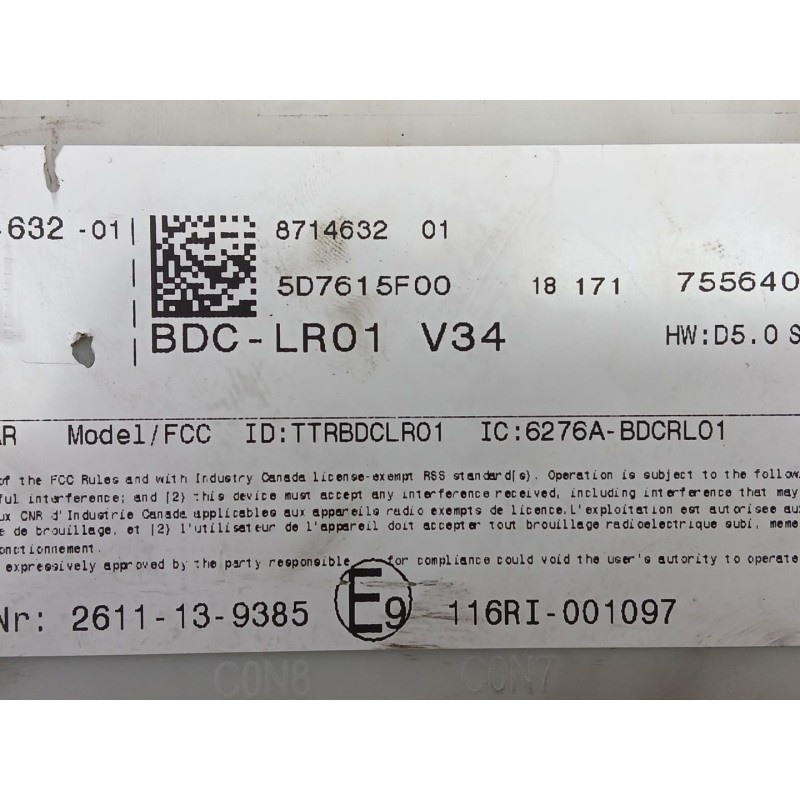 632 -01
8714632 01
5D7615F00 18 171 755640
BDC-LR01 V34 HW:D5.0 S
AR Model/FCC ID:TTRBDCLR01 IC:6276A-BDCRL01
of the FCC Rules and with Industry Canada license-exempt RSS standard(s). Operation is subject to the follow
ful interference; and (2) this device must accept any interference received, including interference that may
ux CNR d'Industrie Canada applicables aux appareils radio exempts de licence.L'exploitation est autorisee aux
e de brouillage, et (2) l'utilisateur de l'appareil doit accepter tout brouillage radioelectrique subi, meme
onctionnement.
expressively approved by the party responsible for compliance could void the user's authority to operate
Nr: 2611-13-9385 E9 116RI-001097
CON8 CON7